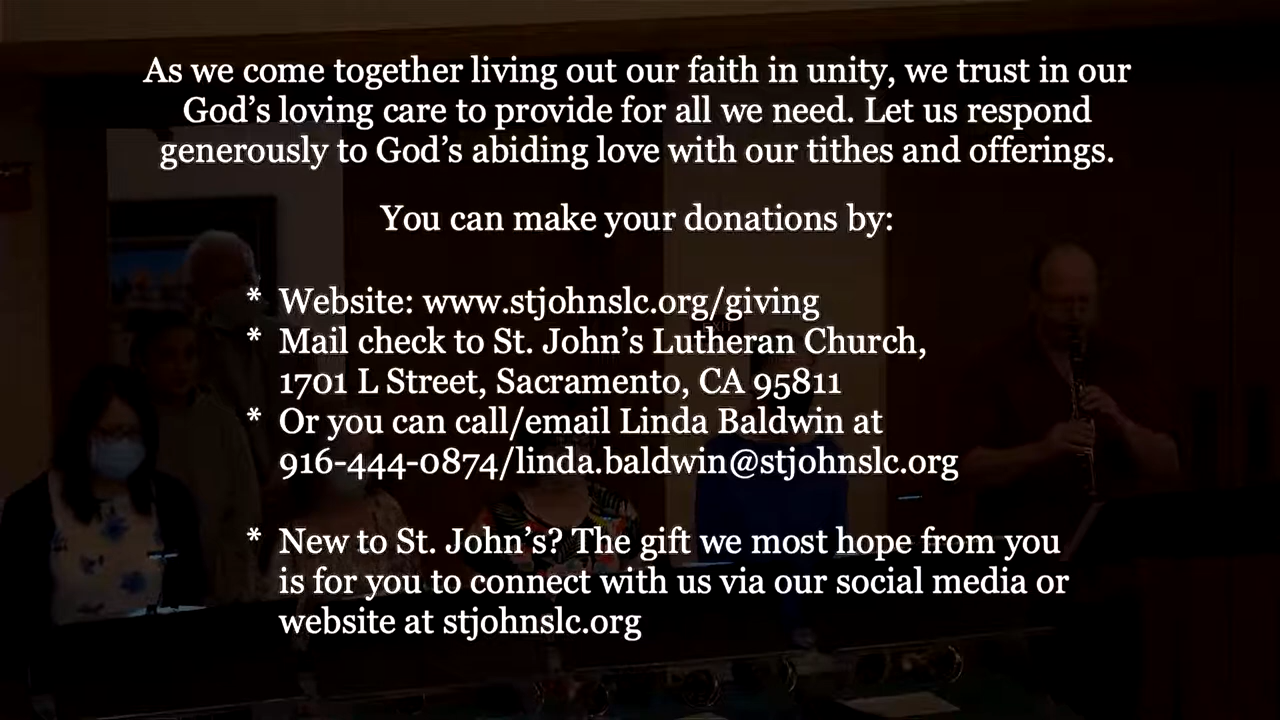 As we come together living out our faith in unity, we trust in our
God’s loving care to provide for all we need. Let us respond
generously to God’s abiding love with our tithes and offerings.
You can make your donations by:
* Website: www.stjohnslc.org/giving
* Mail check to St. John’s Lutheran Church,
1701 L Street, Sacramento, CA 95811
* Or you can call/email Linda Baldwin at
916-444-0874/linda.baldwin@stjohnslc.org
* New to St. John’s? The gift we most hope from you
is for you to connect with us via our social media or
website at stjohnslc.org